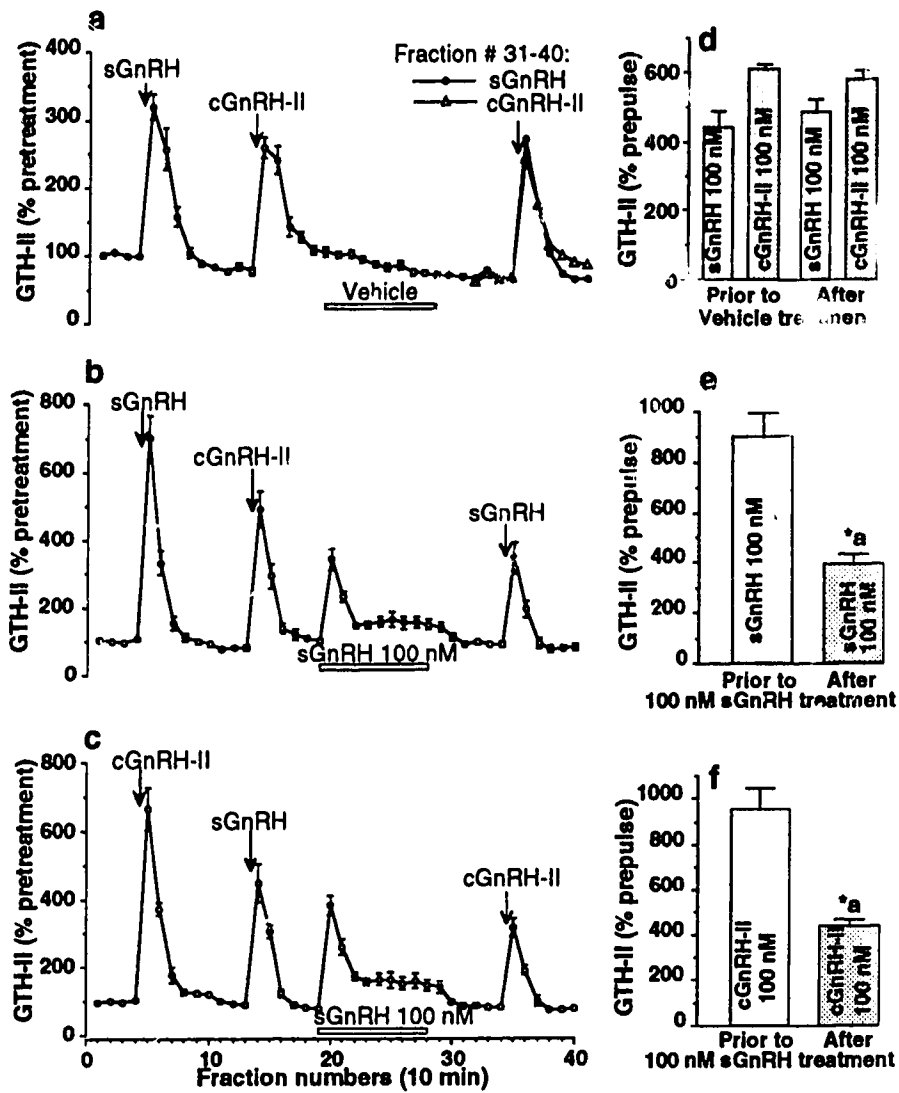 a
GTH-II (% pretreatment)
400
300
200
100
0
sGnRH
cGnRH-II
Fraction # 31-40:
sGnRH
cGnRH-II
Vehicle
d
GTH-II (% prepulse)
600
400
200
0
sGnRH 100 nM
cGnRH-II 100 nM
sGnRH 100 nM
cGnRH-II 100 nM
Prior to After
Vehicle
b
GTH-II (% pretreatment)
800
600
400
200
0
sGnRH
cGnRH-II
sGnRH
sGnRH 100 nM
e
GTH-II (% prepulse)
1000
800
600
400
200
0
sGnRH 100 nM
*a
sGnRH
100 nM
Prior to After
100 nM sGnRH treatment
c
GTH-II (% pretreatment)
800
600
400
200
0
cGnRH-II
sGnRH
cGnRH-II
sGnRH 100 nM
0 10 20 30 40
Fraction numbers (10 min)
f
GTH-II (% prepulse)
1000
800
600
400
200
0
cGnRH-II
100 nM
*a
cGnRH-II
100 nM
Prior to After
100 nM sGnRH treatment